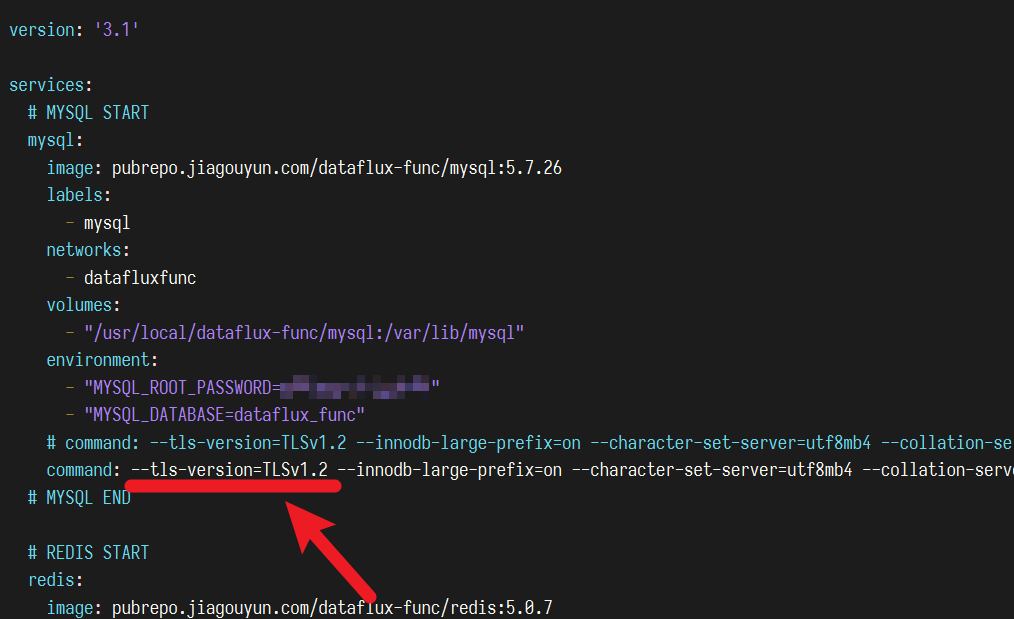 version: '3.1'
services:
# MYSQL START
mysql:
image: pubrepo.jiagouyun.com/dataflux-func/mysql:5.7.26
labels:
- mysql
networks:
- datafluxfunc
volumes:
- "/usr/local/dataflux-func/mysql:/var/lib/mysql"
environment:
- "MYSQL_ROOT_PASSWORD="
- "MYSQL_DATABASE=dataflux_func"
# command: --tls-version=TLSv1.2 --innodb-large-prefix=on --character-set-server=utf8mb4 --collation-se
command: --tls-version=TLSv1.2 --innodb-large-prefix=on --character-set-server=utf8mb4 --collation-serv
# MYSQL END
# REDIS START
redis:
image: pubrepo.jiagouyun.com/dataflux-func/redis:5.0.7